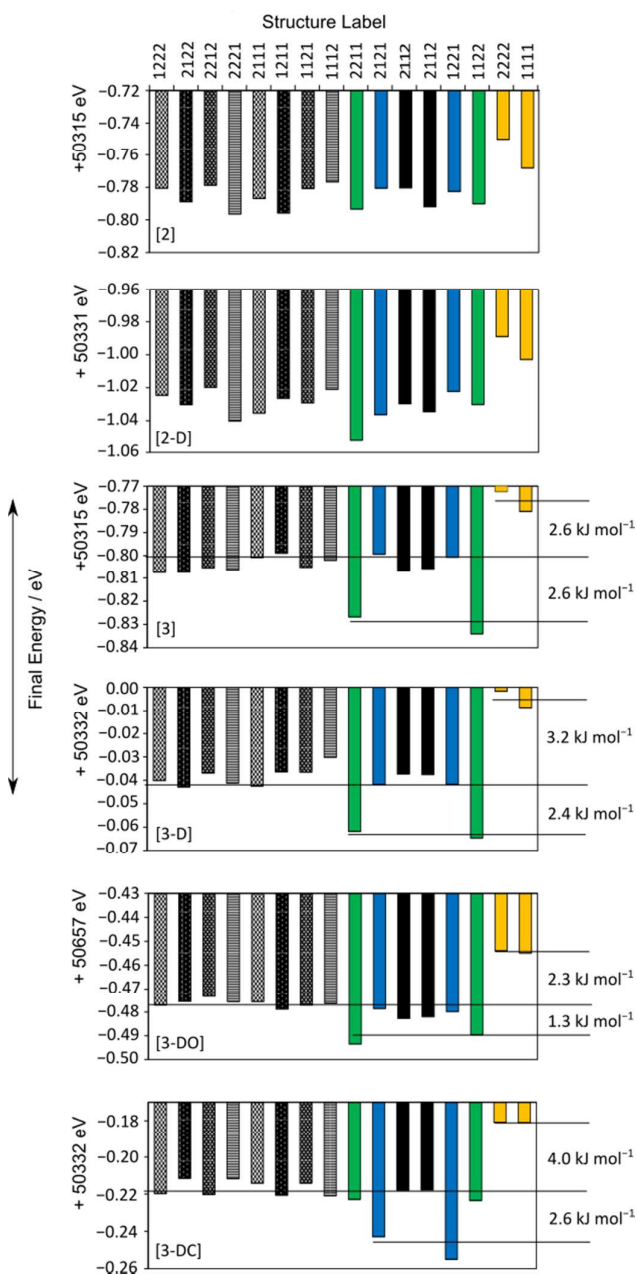 Structure Label
1222 2122 2212 2221 2111 1211 1121 1112 2211 2121 2112 2112 1221 1122 2222 1111
Final Energy / eV
+50315 eV
−0.72
−0.74
−0.76
−0.78
−0.80
−0.82
[2]
+ 50331 eV
−0.96
−0.98
−1.00
−1.02
−1.04
−1.06
[2-D]
+50315 eV
−0.77
−0.78
−0.79
−0.80
−0.81
−0.82
−0.83
−0.84
[3]
2.6 kJ mol⁻¹
2.6 kJ mol⁻¹
+ 50332 eV
0.00
−0.01
−0.02
−0.03
−0.04
−0.05
−0.06
−0.07
[3-D]
3.2 kJ mol⁻¹
2.4 kJ mol⁻¹
+ 50657 eV
−0.43
−0.44
−0.45
−0.46
−0.47
−0.48
−0.49
−0.50
[3-DO]
2.3 kJ mol⁻¹
1.3 kJ mol⁻¹
+ 50332 eV
−0.18
−0.20
−0.22
−0.24
−0.26
[3-DC]
4.0 kJ mol⁻¹
2.6 kJ mol⁻¹